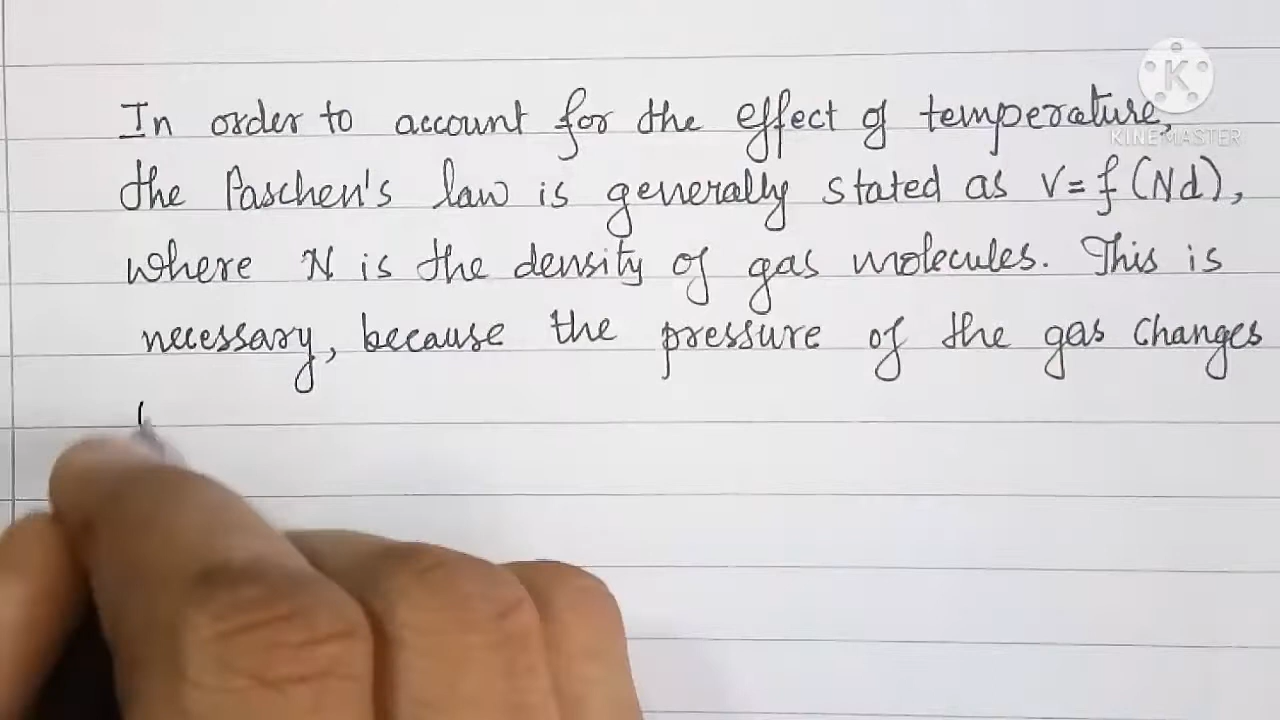 In order to account for the effect of temperature,
the Paschen's law is generally stated as V = f (Nd),
where N is the density of gas molecules. This is
necessary, because the pressure of the gas changes
K
KINEMASTER